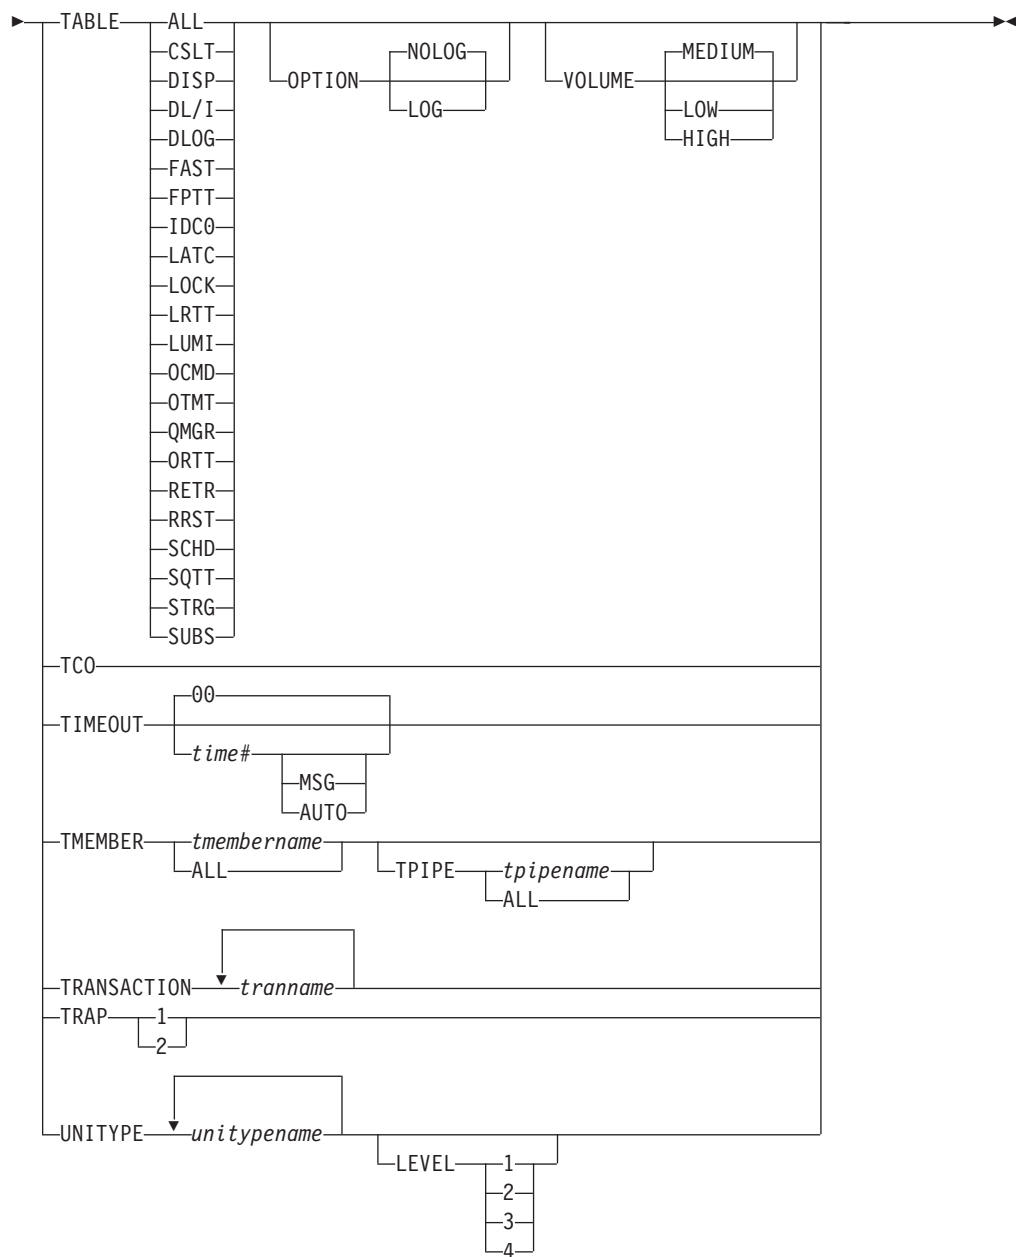 TABLE ALL
CSLT NOLOG MEDIUM
DISP OPTION VOLUME
DL/I LOG LOW
DLOG HIGH
FAST
FPTT
IDC0
LATC
LOCK
LRTT
LUMI
OCMD
OTMT
QMGR
ORTT
RETR
RRST
SCHD
SQTT
STRG
SUBS
TCO
00
TIMEOUT
time#
MSG
AUTO
TMEMBER tmembername
ALL TPIPE tpipename
ALL
TRANSACTION tranname
TRAP 1
2
UNITYPE unitypename
LEVEL 1
2
3
4